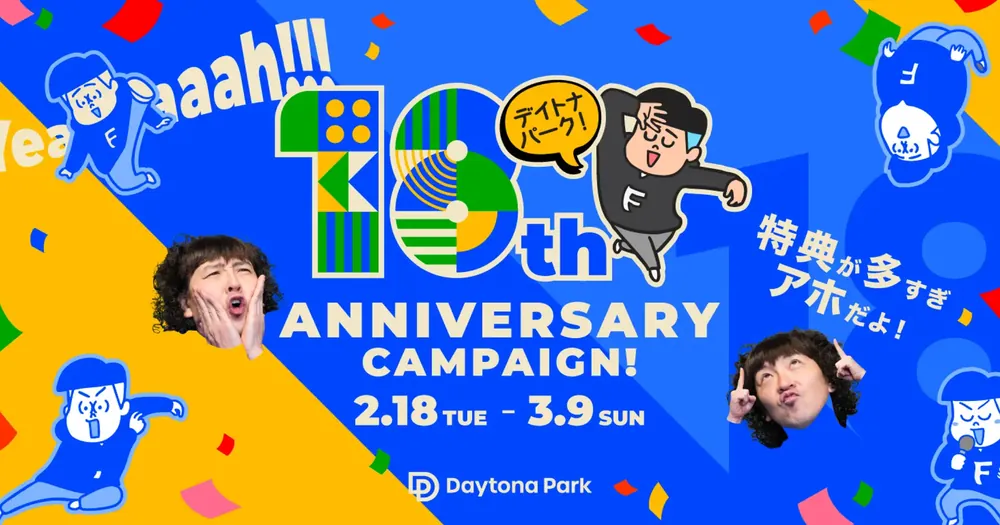 Yeaaaaah!!!
18th
デイトナ
パーク!
F
ANNIVERSARY
CAMPAIGN!
2.18 TUE - 3.9 SUN
特典が多すぎ
アホだよ!
Daytona Park
F
F
F